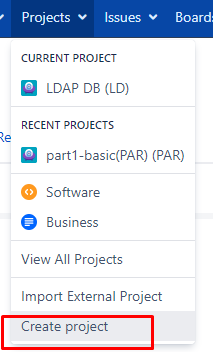 Projects Issues Boards
CURRENT PROJECT
LDAP DB (LD)
RECENT PROJECTS
Re
part1-basic(PAR) (PAR)
Software
Business
View All Projects
Import External Project
Create project